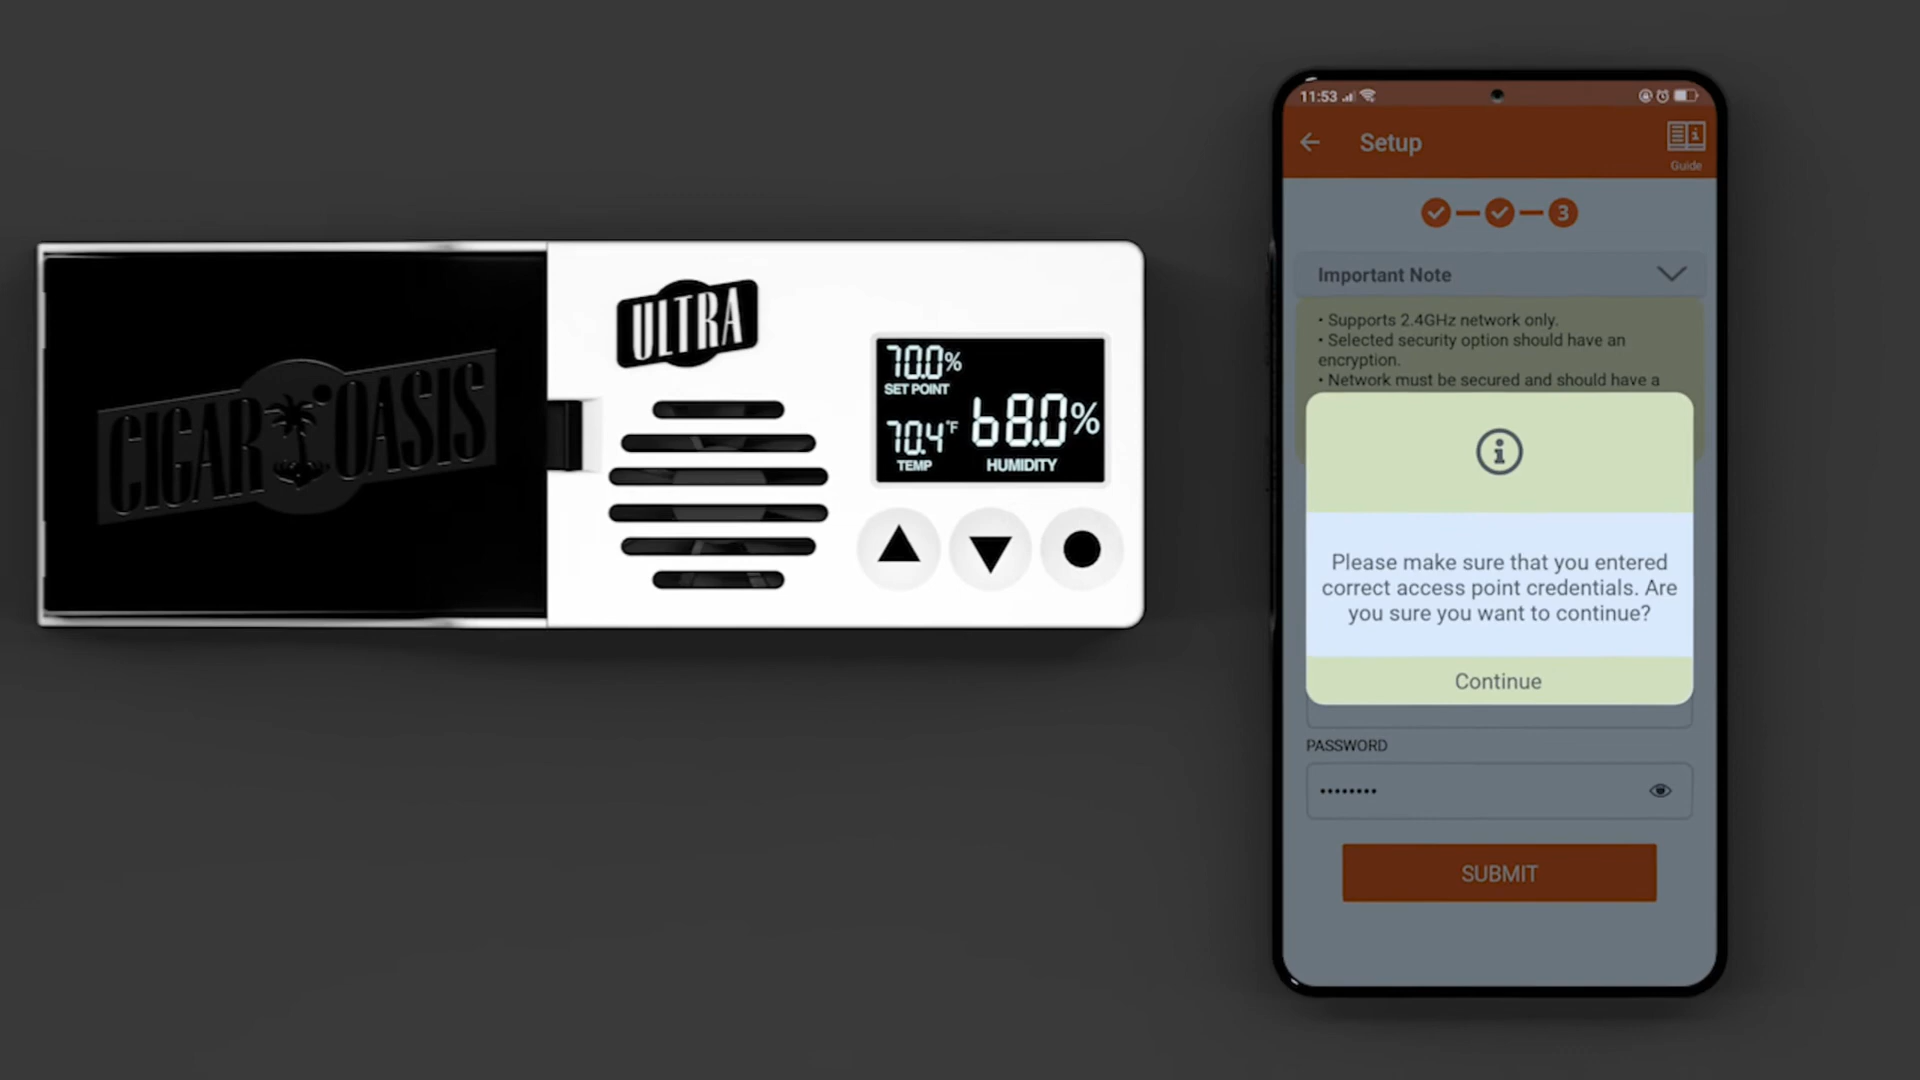 CIGAR OASIS
ULTRA
70.0%
SET POINT
70.4°F
TEMP
68.0%
HUMIDITY
11:53
Setup
Guide
3
Important Note
• Supports 2.4GHz network only.
• Selected security option should have an
encryption.
• Network must be secured and should have a
Please make sure that you entered
correct access point credentials. Are
you sure you want to continue?
Continue
PASSWORD
••••••••
SUBMIT